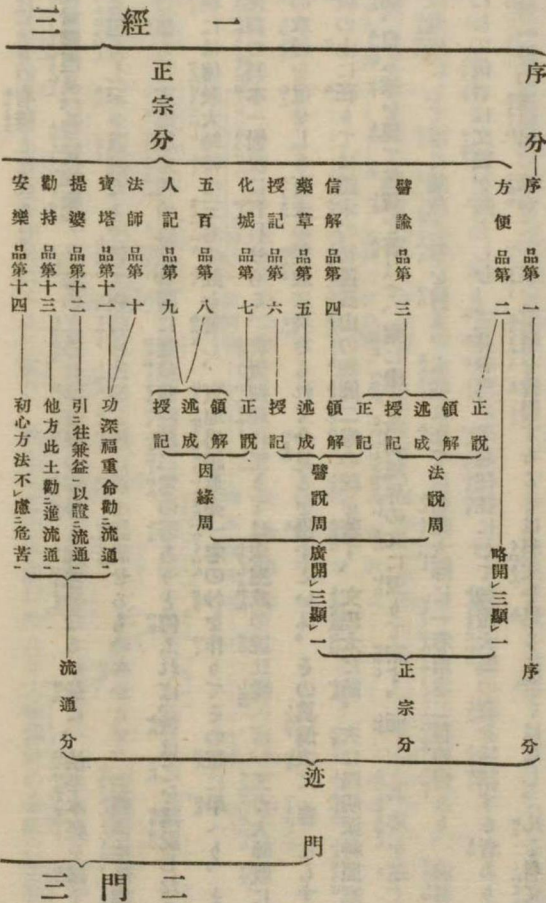 一經三
序分
正宗分
序品第一
方便品第二
譬諭品第三
信解品第四
藥草品第五
授記品第六
化城品第七
五百品第八
人記品第九
法師品第十
寶塔品第十一
提婆品第十二
勸持品第十三
安樂品第十四
正說
領解
述成
授記
正說
領解
述成
授記
正說
領解
述成
授記
功深福重命勸流通
引往兼益以證流通
他方此土勸進流通
初心方法不慮危苦
法說周
譬說周
因緣周
略開三顯一
廣開三顯一
序分
正宗分
流通分
迹門
二門三